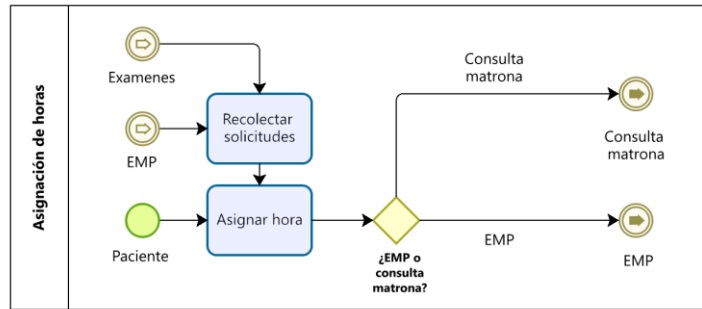 Asignación de horas
Examenes
Recolectar
solicitudes
EMP
Asignar hora
Paciente
¿EMP o
consulta
matrona?
Consulta
matrona
Consulta
matrona
EMP
EMP